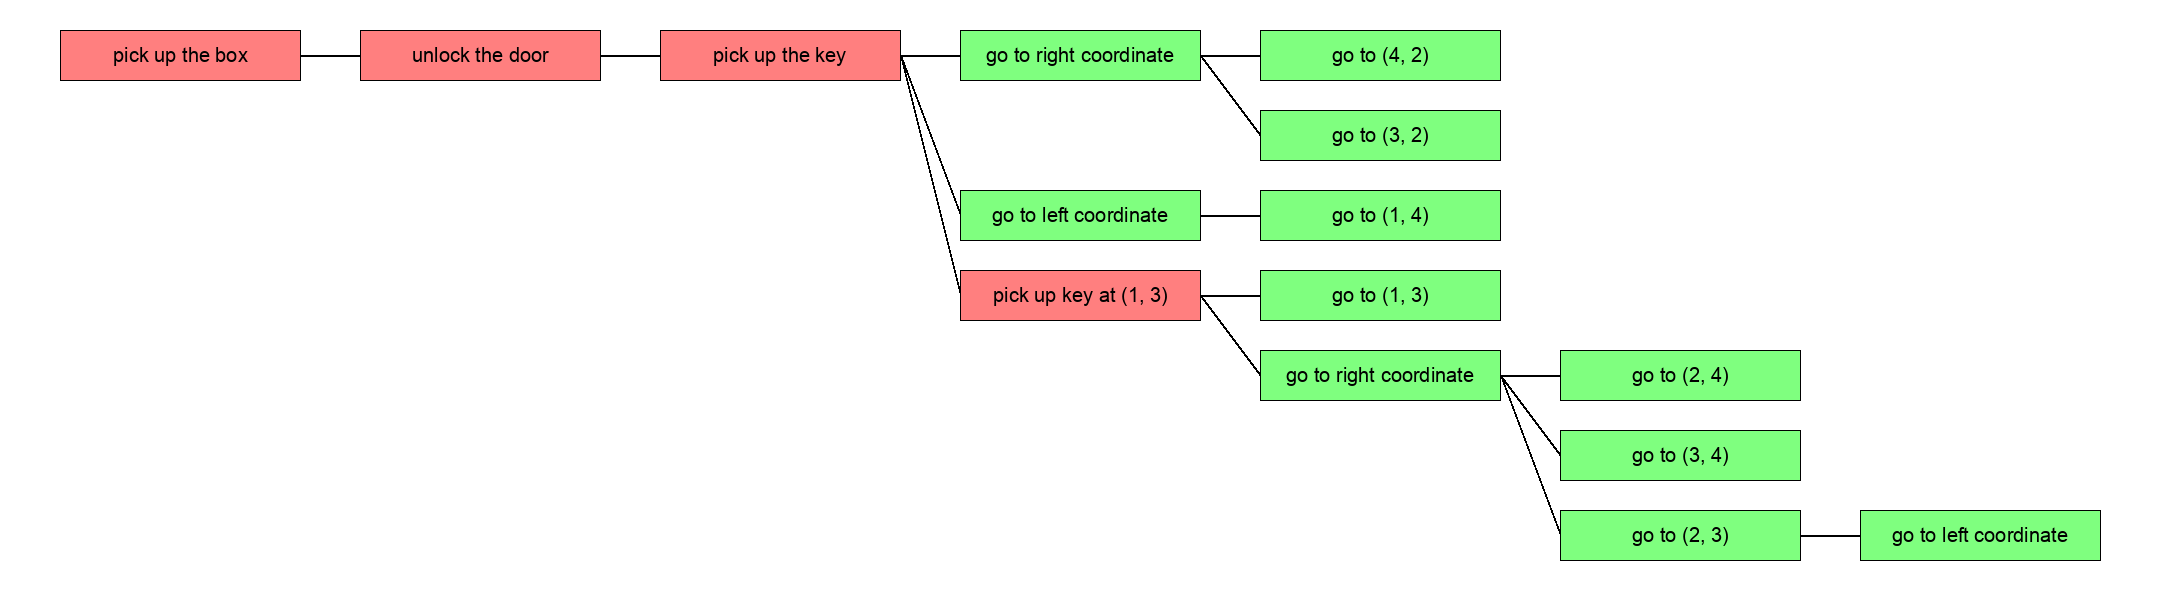 pick up the box
unlock the door
pick up the key
go to right coordinate
go to (4, 2)
go to (3, 2)
go to left coordinate
go to (1, 4)
pick up key at (1, 3)
go to (1, 3)
go to right coordinate
go to (2, 4)
go to (3, 4)
go to (2, 3)
go to left coordinate